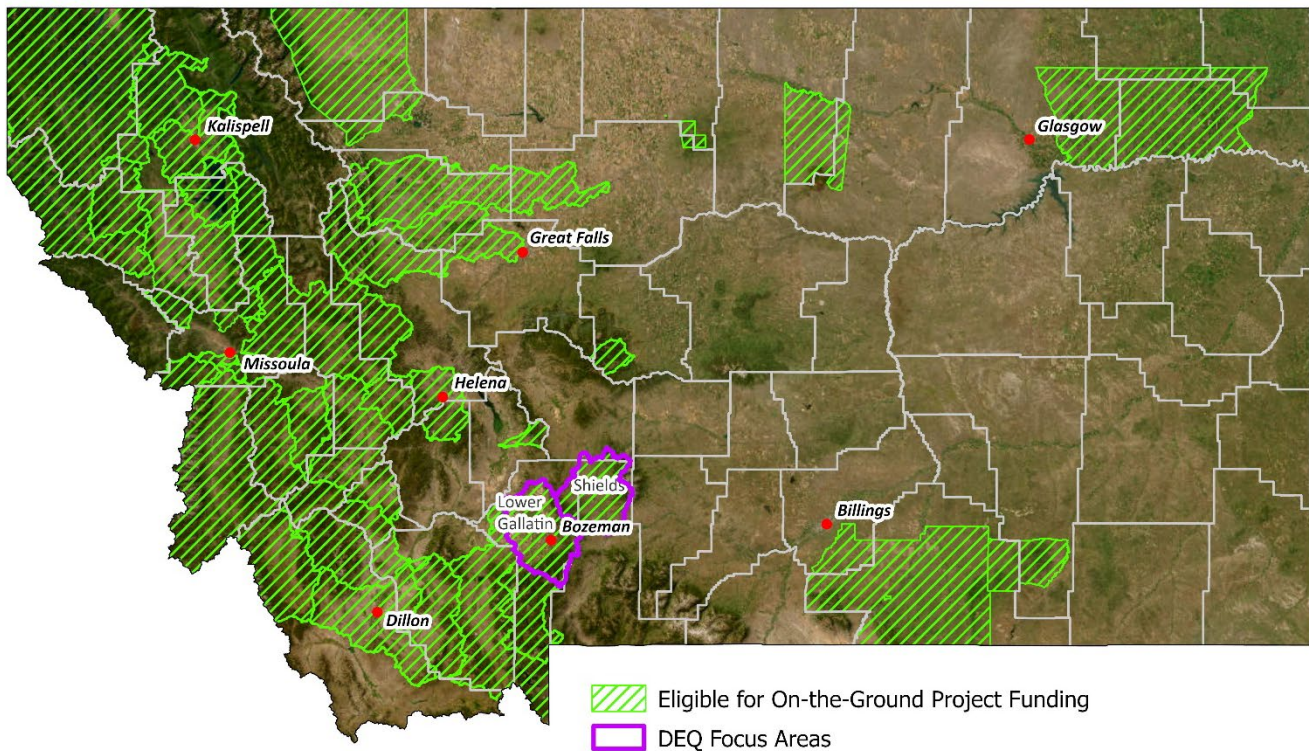 Kalispell
Glasgow
Great Falls
Missoula
Helena
Shields
Lower
Gallatin
Bozeman
Billings
Dillon
Eligible for On-the-Ground Project Funding
DEQ Focus Areas